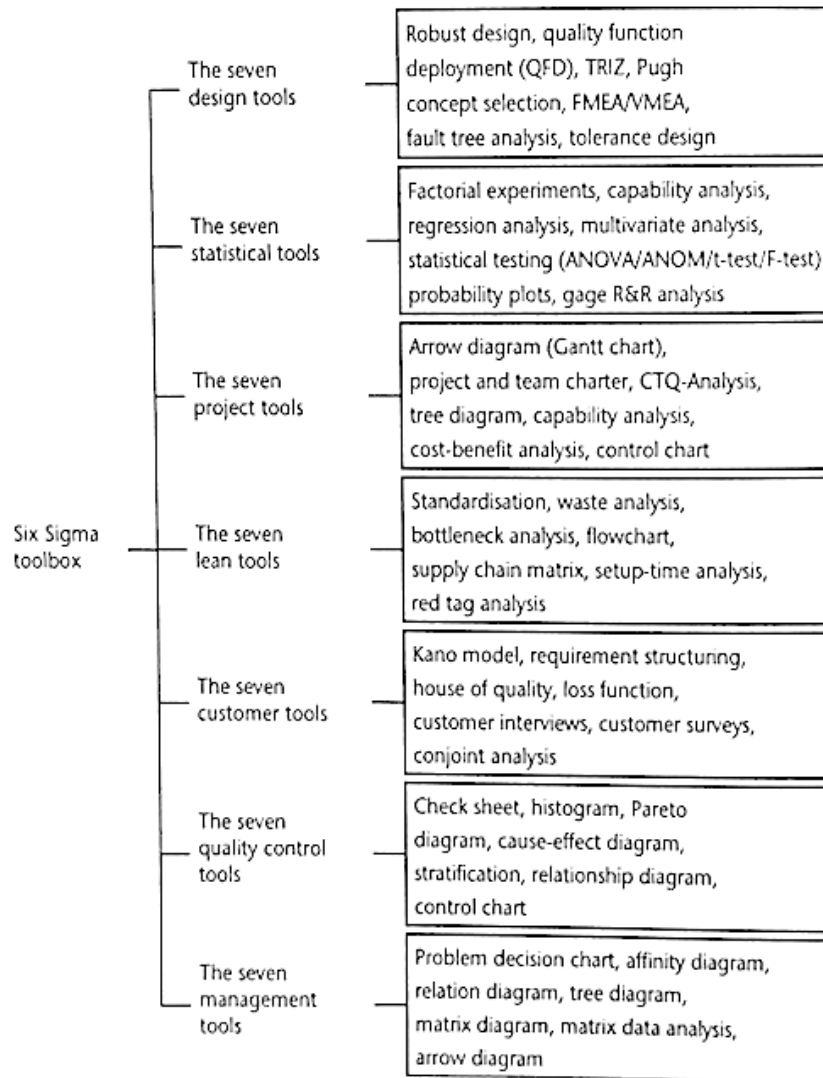 The seven
design tools
Robust design, quality function
deployment (QFD), TRIZ, Pugh
concept selection, FMEA/VMEA,
fault tree analysis, tolerance design
The seven
statistical tools
Factorial experiments, capability analysis,
regression analysis, multivariate analysis,
statistical testing (ANOVA/ANOM/t-test/F-test)
probability plots, gage R&R analysis
The seven
project tools
Arrow diagram (Gantt chart),
project and team charter, CTQ-Analysis,
tree diagram, capability analysis,
cost-benefit analysis, control chart
Six Sigma
toolbox
The seven
lean tools
Standardisation, waste analysis,
bottleneck analysis, flowchart,
supply chain matrix, setup-time analysis,
red tag analysis
The seven
customer tools
Kano model, requirement structuring,
house of quality, loss function,
customer interviews, customer surveys,
conjoint analysis
The seven
quality control
tools
Check sheet, histogram, Pareto
diagram, cause-effect diagram,
stratification, relationship diagram,
control chart
The seven
management
tools
Problem decision chart, affinity diagram,
relation diagram, tree diagram,
matrix diagram, matrix data analysis,
arrow diagram